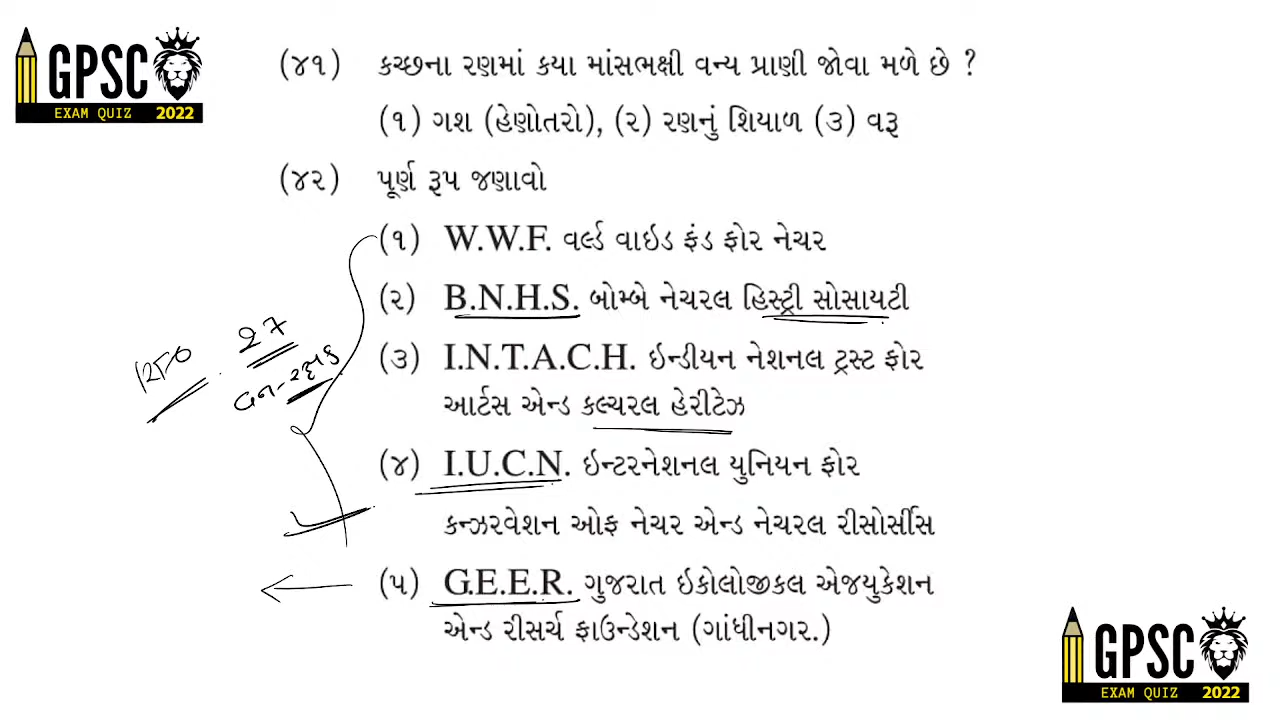 GPSC
EXAM QUIZ 2022
(૪૧) કચ્છના રણમાં કયા માંસભક્ષી વન્ય પ્રાણી જોવા મળે છે ?
(૧) ગશ (હેણોતરો), (૨) રણનું શિયાળ (૩) વરૂ
(૪૨) પૂર્ણ રૂપ જણાવો
(૧) W.W.F. વર્લ્ડ વાઇડ ફંડ ફોર નેચર
(૨) B.N.H.S. બોમ્બે નેચરલ હિસ્ટ્રી સોસાયટી
(૩) I.N.T.A.C.H. ઇન્ડીયન નેશનલ ટ્રસ્ટ ફોર
આર્ટસ એન્ડ કલ્ચરલ હેરીટેઝ
(૪) I.U.C.N. ઇન્ટરનેશનલ યુનિયન ફોર
કન્ઝરવેશન ઓફ નેચર એન્ડ નેચરલ રીસોર્સીસ
(૫) G.E.E.R. ગુજરાત ઇકોલોજીકલ એજયુકેશન
એન્ડ રીસર્ચ ફાઉન્ડેશન (ગાંધીનગર.)
27
GPSC
EXAM QUIZ 2022